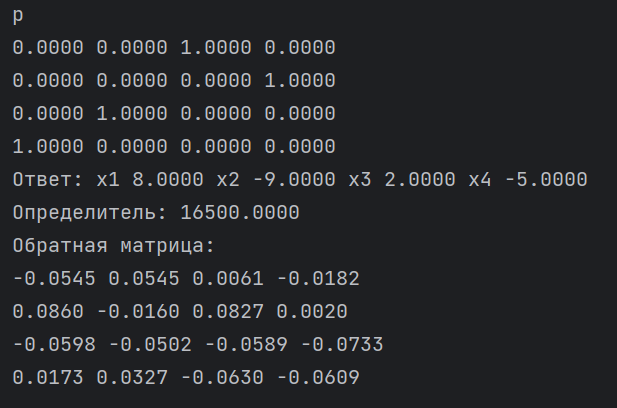 p
0.0000 0.0000 1.0000 0.0000
0.0000 0.0000 0.0000 1.0000
0.0000 1.0000 0.0000 0.0000
1.0000 0.0000 0.0000 0.0000
Ответ: x1 8.0000 x2 -9.0000 x3 2.0000 x4 -5.0000
Определитель: 16500.0000
Обратная матрица:
-0.0545 0.0545 0.0061 -0.0182
0.0860 -0.0160 0.0827 0.0020
-0.0598 -0.0502 -0.0589 -0.0733
0.0173 0.0327 -0.0630 -0.0609